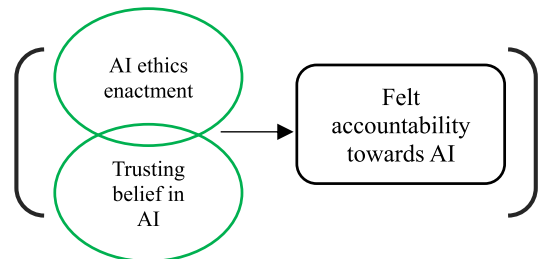 AI ethics
enactment
Trusting
belief in
AI
Felt
accountability
towards AI